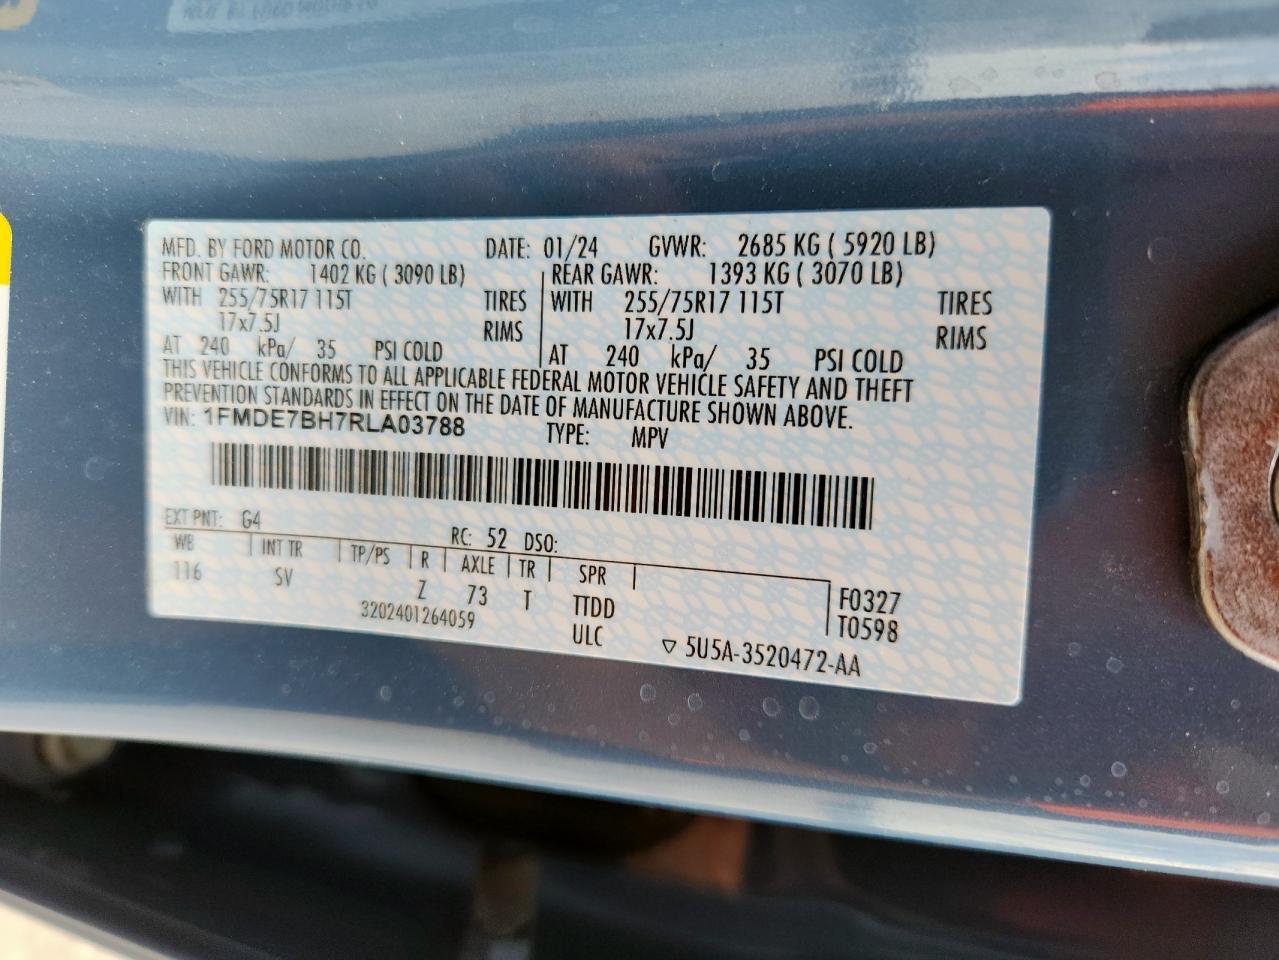 MFD. BY FORD MOTOR CO. DATE: 01/24 GVWR: 2685 KG ( 5920 LB)
FRONT GAWR: 1402 KG ( 3090 LB) REAR GAWR: 1393 KG ( 3070 LB)
WITH 255/75R17 115T TIRES WITH 255/75R17 115T TIRES
17x7.5J RIMS 17x7.5J RIMS
AT 240 kPa/ 35 PSI COLD AT 240 kPa/ 35 PSI COLD
THIS VEHICLE CONFORMS TO ALL APPLICABLE FEDERAL MOTOR VEHICLE SAFETY AND THEFT
PREVENTION STANDARDS IN EFFECT ON THE DATE OF MANUFACTURE SHOWN ABOVE.
VIN: 1FMDE7BH7RLA03788 TYPE: MPV
EXT PNT: G4 RC: 52 DSO:
WB INT TR TP/PS R AXLE TR SPR
116 SV Z 73 T TTDD F0327
3202401264059 ULC T0598
▽ 5U5A-3520472-AA